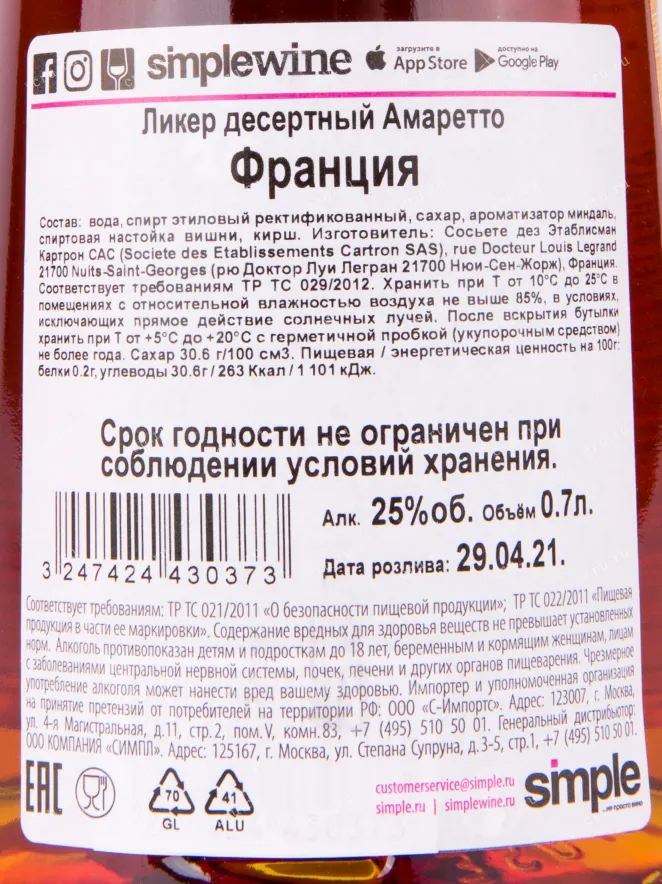 simplewine загрузите в App Store доступно на Google Play
Ликер десертный Амаретто
Франция
Состав: вода, спирт этиловый ректификованный, сахар, ароматизатор миндаль,
спиртовая настойка вишни, кирш. Изготовитель: Сосьете дез Этаблисман
Картрон САС (Societe des Etablissements Cartron SAS), rue Docteur Louis Legrand
21700 Nuits-Saint-Georges (рю Доктор Луи Легран 21700 Нюи-Сен-Жорж), Франция.
Соответствует требованиям ТР ТС 029/2012. Хранить при Т от 10°С до 25°С в
помещениях с относительной влажностью воздуха не выше 85%, в условиях,
исключающих прямое действие солнечных лучей. После вскрытия бутылки
хранить при Т от +5°С до +20°С с герметичной пробкой (укупорочным средством)
не более года. Сахар 30.6 г/100 см3. Пищевая / энергетическая ценность на 100г:
белки 0.2г, углеводы 30.6г / 263 Ккал / 1 101 кДж.
Срок годности не ограничен при
соблюдении условий хранения.
Алк. 25%об. Объём 0.7л.
3 247424 430373
Дата розлива: 29.04.21.
Соответствует требованиям: ТР ТС 021/2011 «О безопасности пищевой продукции»; ТР ТС 022/2011 «Пищевая
продукция в части ее маркировки». Содержание вредных для здоровья веществ не превышает установленных
норм. Алкоголь противопоказан детям и подросткам до 18 лет, беременным и кормящим женщинам, лицам
с заболеваниями центральной нервной системы, почек, печени и других органов пищеварения. Чрезмерное
употребление алкоголя может нанести вред вашему здоровью. Импортер и уполномоченная организация
на принятие претензий от потребителей на территории РФ: ООО «С-Импортс». Адрес: 123007, г. Москва,
ул. 4-я Магистральная, д.11, стр.2, пом.V, комн.83, +7 (495) 510 50 01. Генеральный дистрибьютор:
ООО КОМПАНИЯ «СИМПЛ». Адрес: 125167, г. Москва, ул. Степана Супруна, д.3-5, стр.1, +7 (495) 510 50 01.
EAC
70
GL
41
ALU
customerservice@simple.ru
simple.ru | simplewine.ru
simple
...не просто вино